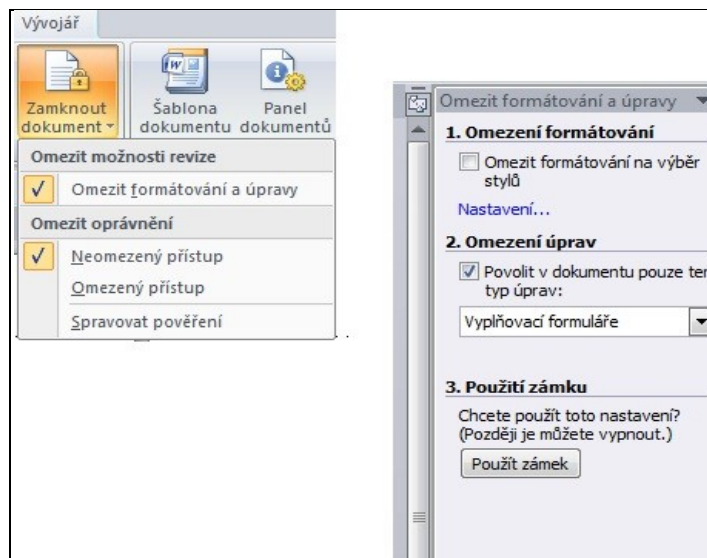 Vývojář
Zamknout dokument
Šablona dokumentu
Panel dokumentů
Omezit možnosti revize
Omezit formátování a úpravy
Omezit oprávnění
Neomezený přístup
Omezený přístup
Spravovat pověření
Omezit formátování a úpravy
1. Omezení formátování
Omezit formátování na výběr
stylů
Nastavení...
2. Omezení úprav
Povolit v dokumentu pouze ten
typ úprav:
Vyplňovací formuláře
3. Použití zámku
Chcete použít toto nastavení?
(Později je můžete vypnout.)
Použít zámek